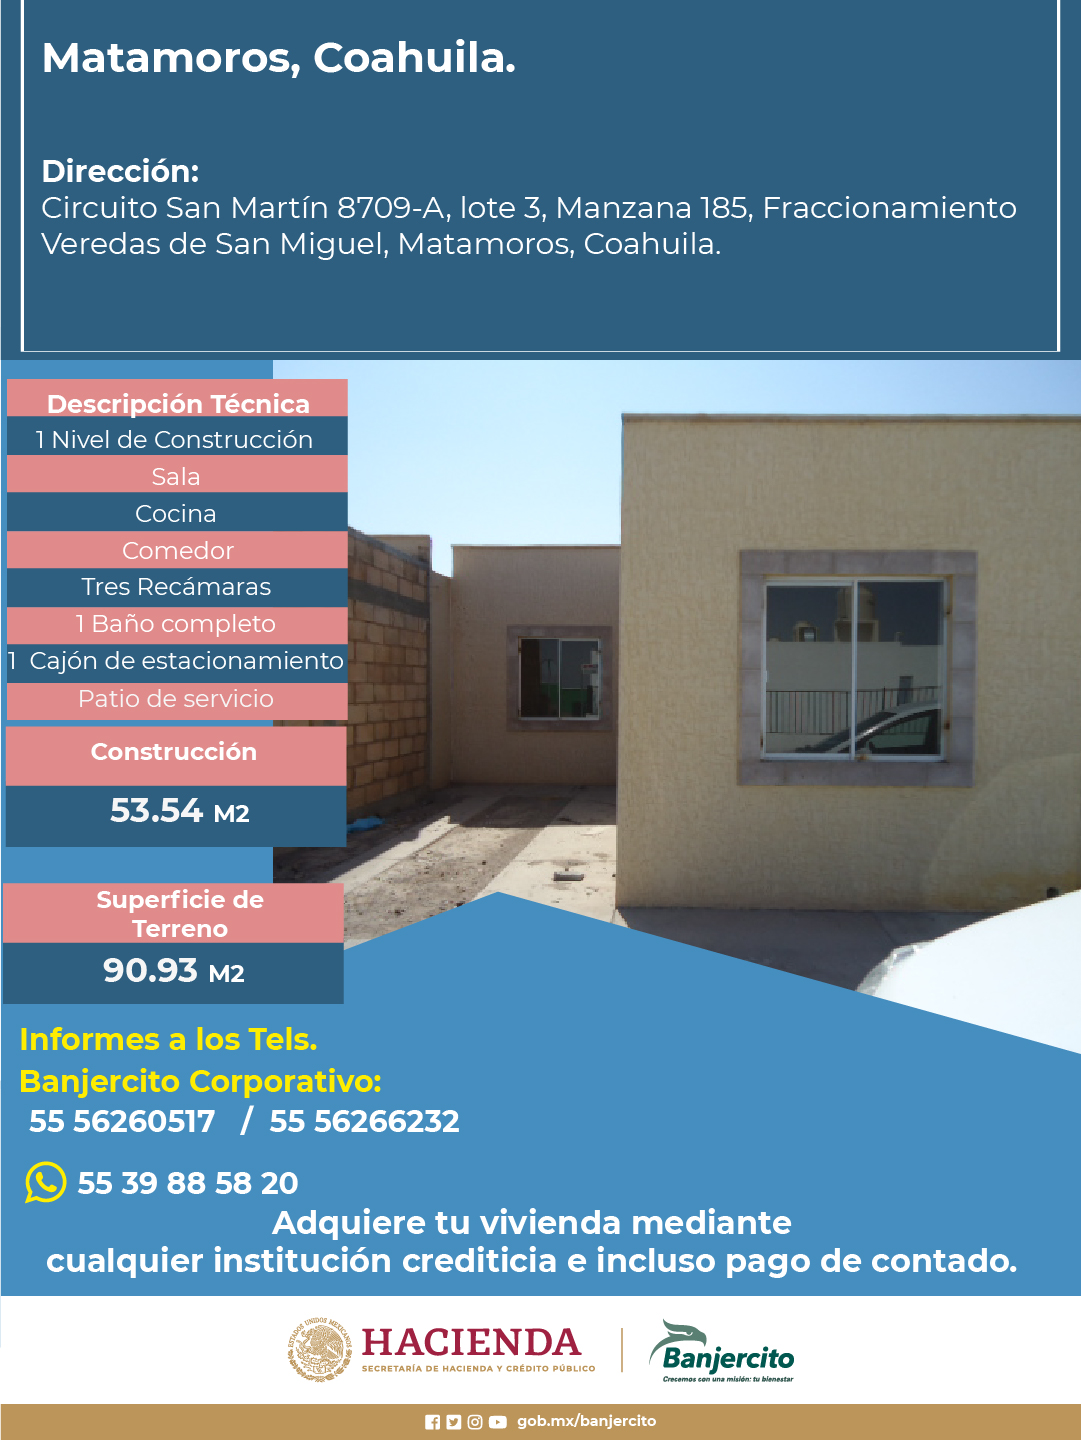 Matamoros, Coahuila.
Dirección:
Circuito San Martín 8709-A, lote 3, Manzana 185, Fraccionamiento
Veredas de San Miguel, Matamoros, Coahuila.
Descripción Técnica
1 Nivel de Construcción
Sala
Cocina
Comedor
Tres Recámaras
1 Baño completo
1 Cajón de estacionamiento
Patio de servicio
Construcción
53.54 M2
Superficie de
Terreno
90.93 M2
Informes a los Tels.
Banjercito Corporativo:
55 56260517 / 55 56266232
55 39 88 58 20
Adquiere tu vivienda mediante
cualquier institución crediticia e incluso pago de contado.
ESTADOS UNIDOS MEXICANOS
HACIENDA
SECRETARÍA DE HACIENDA Y CRÉDITO PÚBLICO
Banjercito
Crecemos con una misión: tu bienestar
gob.mx/banjercito